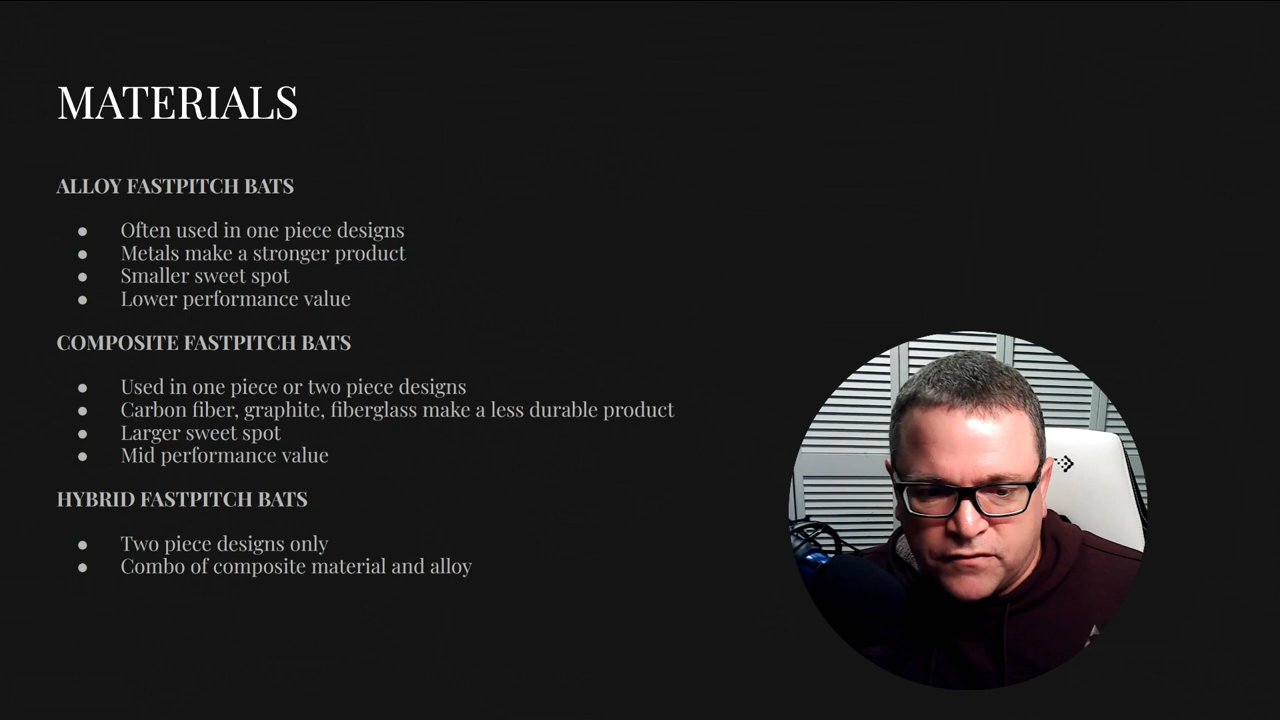 MATERIALS
ALLOY FASTPITCH BATS
● Often used in one piece designs
● Metals make a stronger product
● Smaller sweet spot
● Lower performance value
COMPOSITE FASTPITCH BATS
● Used in one piece or two piece designs
● Carbon fiber, graphite, fiberglass make a less durable product
● Larger sweet spot
● Mid performance value
HYBRID FASTPITCH BATS
● Two piece designs only
● Combo of composite material and alloy